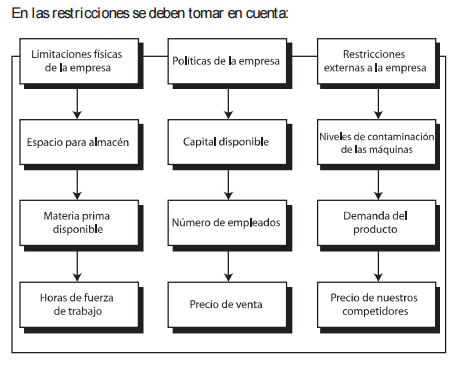 En las restricciones se deben tomar en cuenta:
Limitaciones físicas
de la empresa
Políticas de la empresa
Restricciones
externas a la empresa
Espacio para almacén
Capital disponible
Niveles de contaminación
de las máquinas
Materia prima
disponible
Número de empleados
Demanda del
producto
Horas de fuerza
de trabajo
Precio de venta
Precio de nuestros
competidores